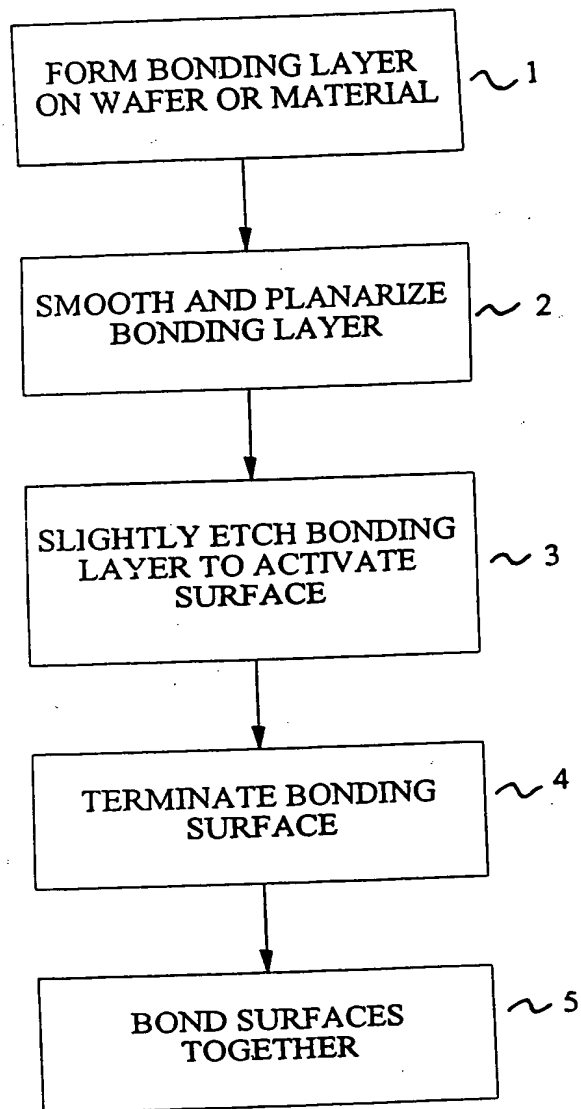 FORM BONDING LAYER
ON WAFER OR MATERIAL
1
SMOOTH AND PLANARIZE
BONDING LAYER
2
SLIGHTLY ETCH BONDING
LAYER TO ACTIVATE
SURFACE
3
TERMINATE BONDING
SURFACE
4
BOND SURFACES
TOGETHER
5